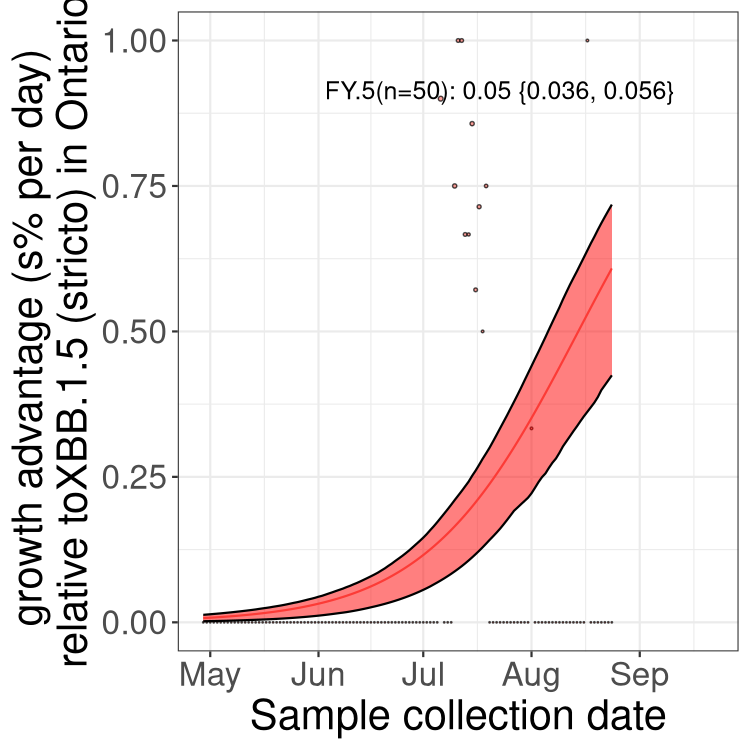 growth advantage (s% per day)
relative toXBB.1.5 (stricto) in Ontario
1.00
0.75
0.50
0.25
0.00
FY.5(n=50): 0.05 {0.036, 0.056}
May Jun Jul Aug Sep
Sample collection date